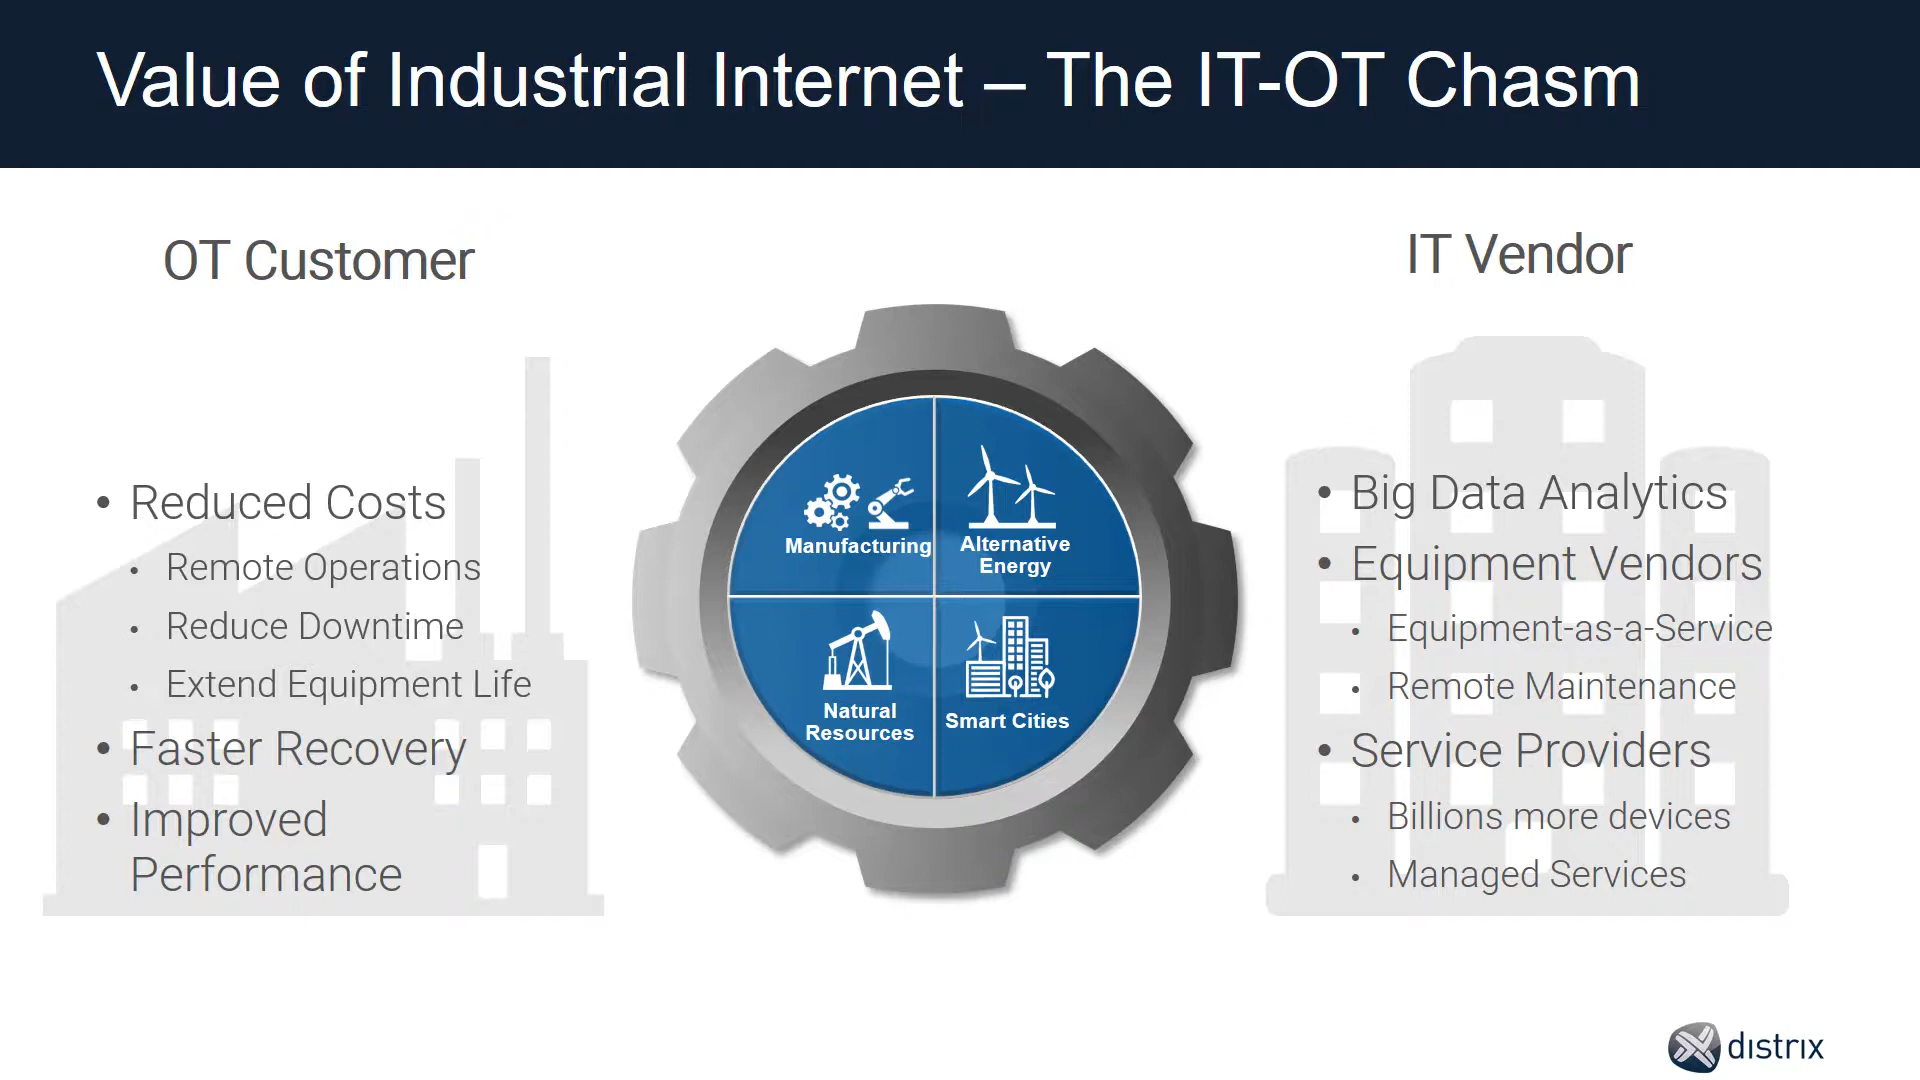 Value of Industrial Internet – The IT-OT Chasm
OT Customer
• Reduced Costs
• Remote Operations
• Reduce Downtime
• Extend Equipment Life
• Faster Recovery
• Improved
Performance
Manufacturing
Alternative
Energy
Natural
Resources
Smart Cities
IT Vendor
• Big Data Analytics
• Equipment Vendors
• Equipment-as-a-Service
• Remote Maintenance
• Service Providers
• Billions more devices
• Managed Services
distrix